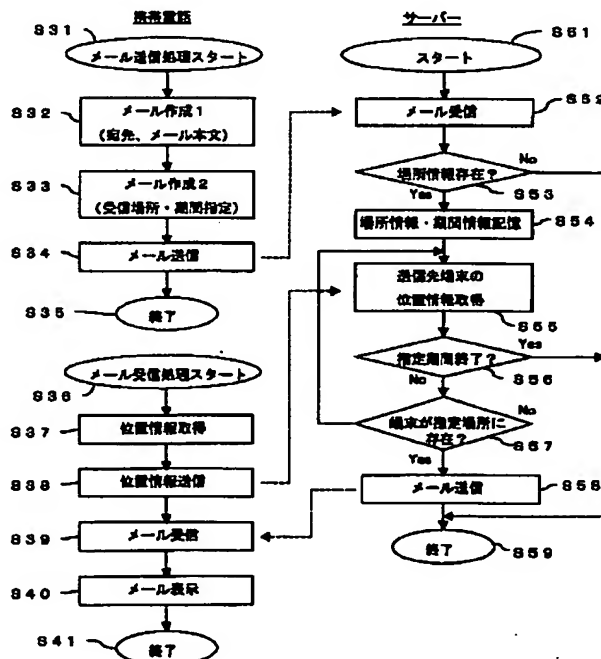 携帯電話
S31
メール送信処理スタート
S32
メール作成1
(宛先、メール本文)
S33
メール作成2
(受信場所・期間指定)
S34
メール送信
S35
終了
S36
メール受信処理スタート
S37
位置情報取得
S38
位置情報送信
S39
メール受信
S40
メール表示
S41
終了
サーバー
S51
スタート
S52
メール受信
場所情報存在?
No
Yes
S53
場所情報・期間情報記憶
S54
送信先端末の
位置情報取得
S55
指定期間終了?
Yes
No
S56
端末が指定場所に
存在?
No
Yes
S57
メール送信
S58
終了
S59